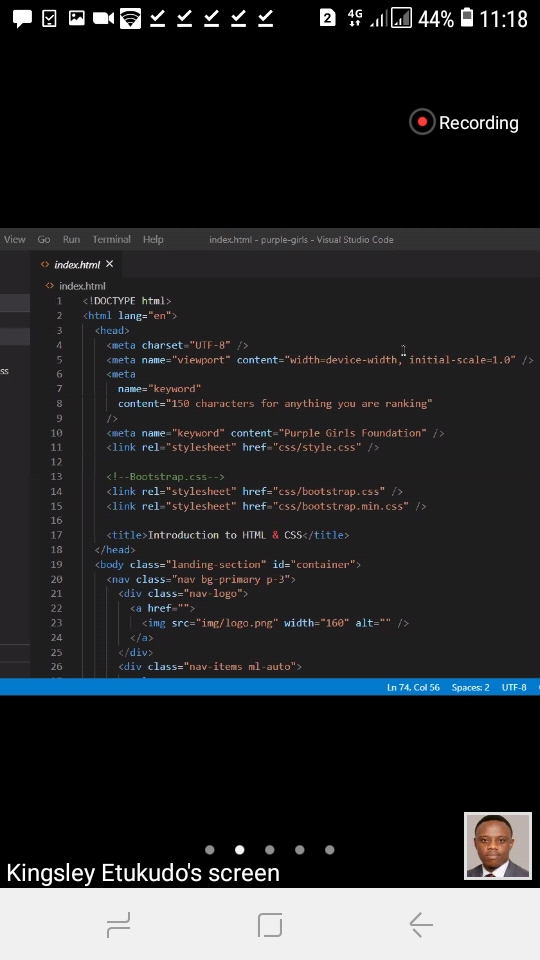 2 4G 44% 11:18
Recording
View Go Run Terminal Help index.html - purple-girls - Visual Studio Code
<> index.html ×
<> index.html
ss
1 <!DOCTYPE html>
2 <html lang="en">
3 <head>
4 <meta charset="UTF-8" />
5 <meta name="viewport" content="width=device-width, initial-scale=1.0" />
6 <meta
7 name="keyword"
8 content="150 characters for anything you are ranking"
9 />
10 <meta name="keyword" content="Purple Girls Foundation" />
11 <link rel="stylesheet" href="css/style.css" />
12
13 <!--Bootstrap.css-->
14 <link rel="stylesheet" href="css/bootstrap.css" />
15 <link rel="stylesheet" href="css/bootstrap.min.css" />
16
17 <title>Introduction to HTML & CSS</title>
18 </head>
19 <body class="landing-section" id="container">
20 <nav class="nav bg-primary p-3">
21 <div class="nav-logo">
22 <a href="">
23 <img src="img/logo.png" width="160" alt="" />
24 </a>
25 </div>
26 <div class="nav-items ml-auto">
Ln 74, Col 56 Spaces: 2 UTF-8
Kingsley Etukudo's screen